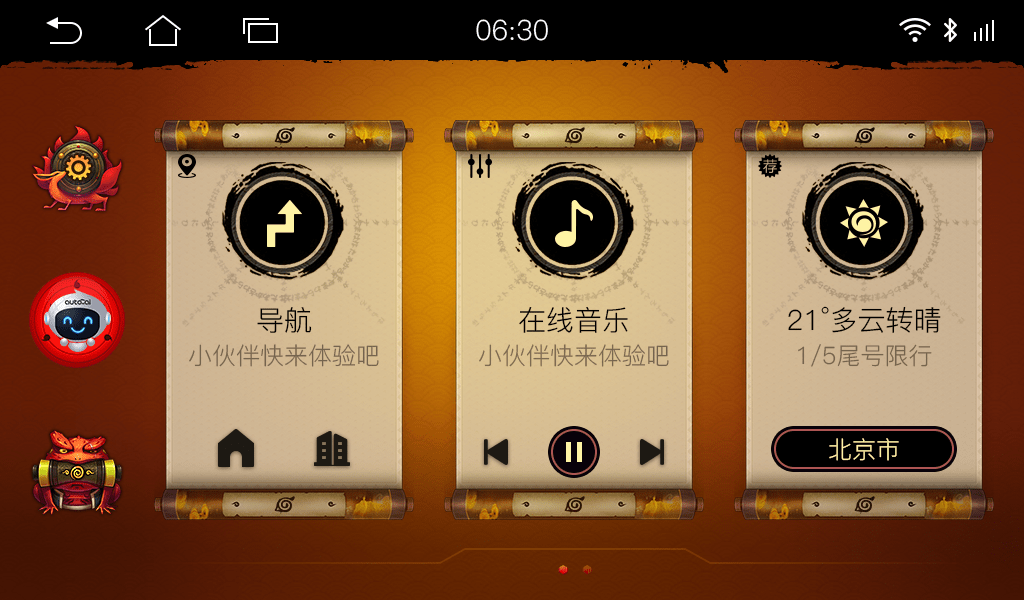 06:30
荐
autoai
导航
小伙伴快来体验吧
在线音乐
小伙伴快来体验吧
21°多云转晴
1/5尾号限行
北京市